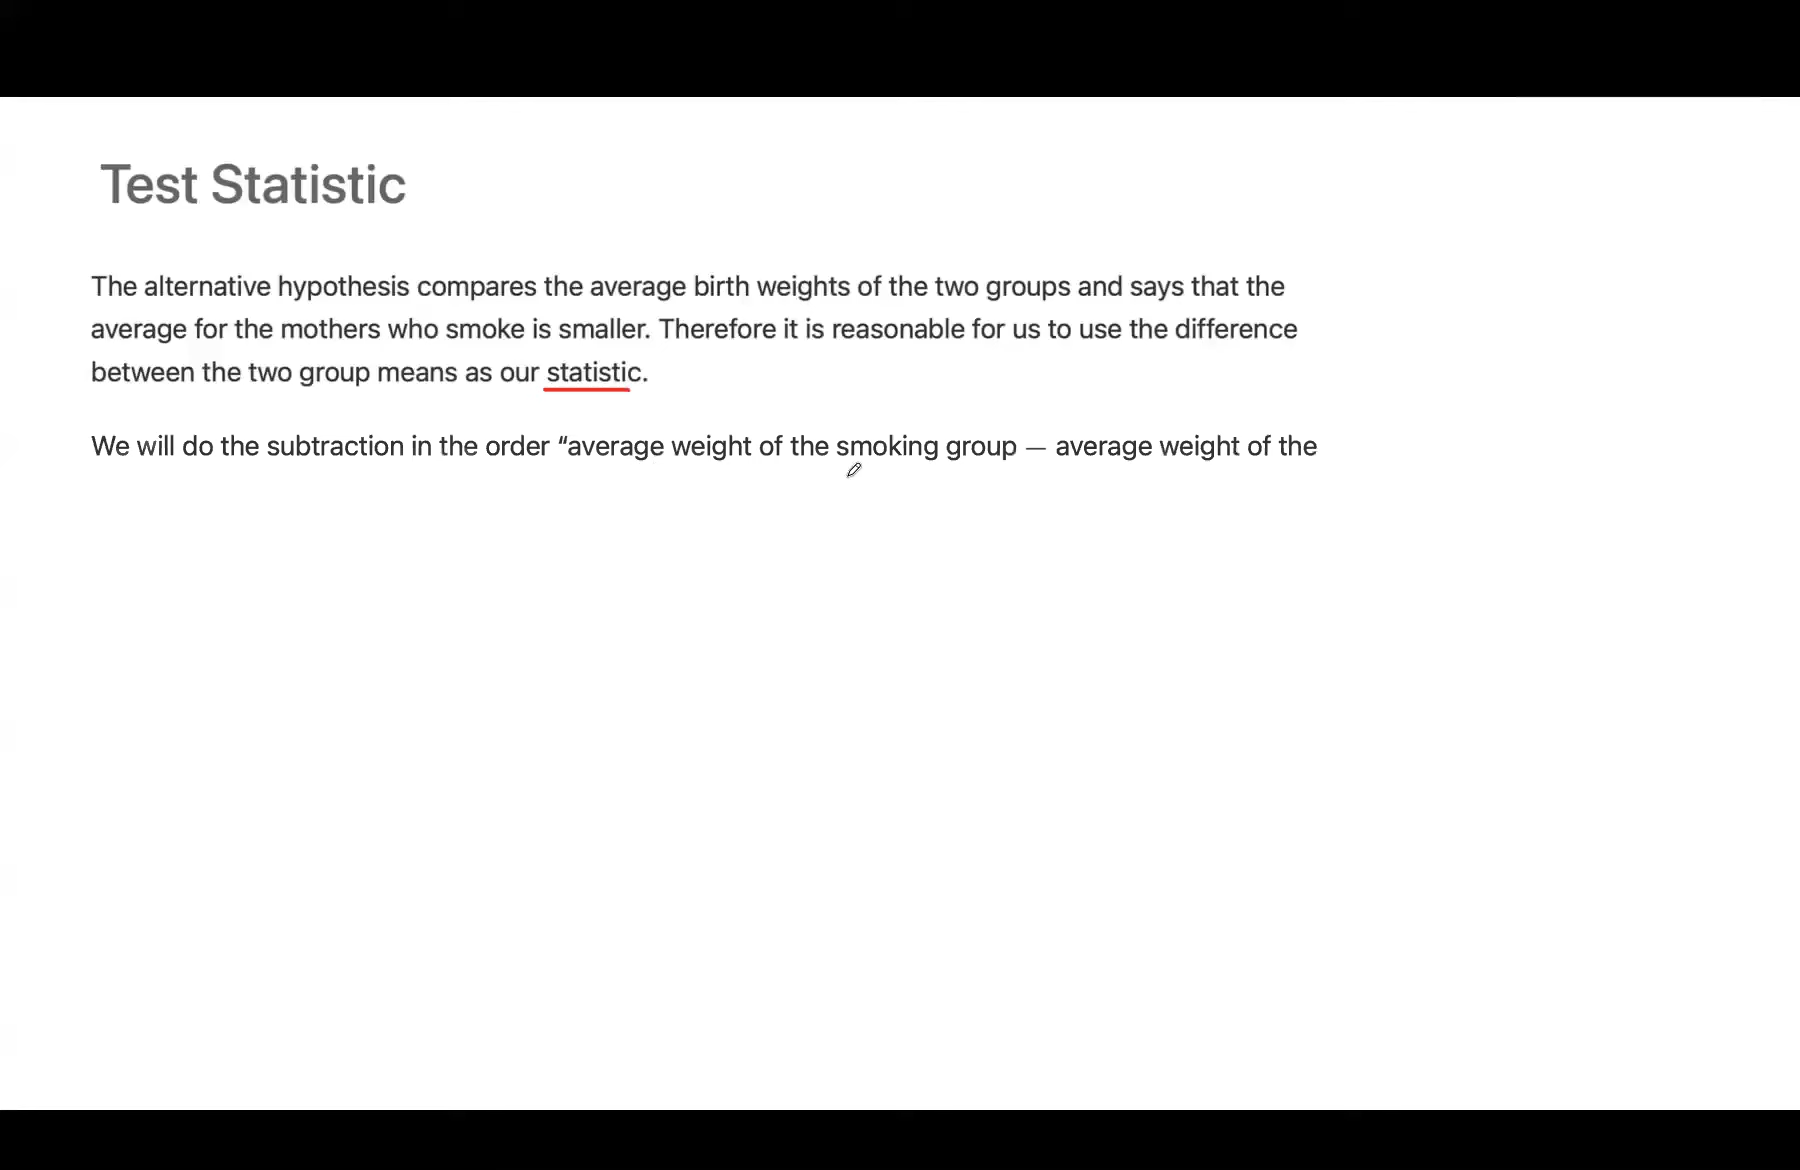 Test Statistic
The alternative hypothesis compares the average birth weights of the two groups and says that the
average for the mothers who smoke is smaller. Therefore it is reasonable for us to use the difference
between the two group means as our statistic.
We will do the subtraction in the order “average weight of the smoking group — average weight of the